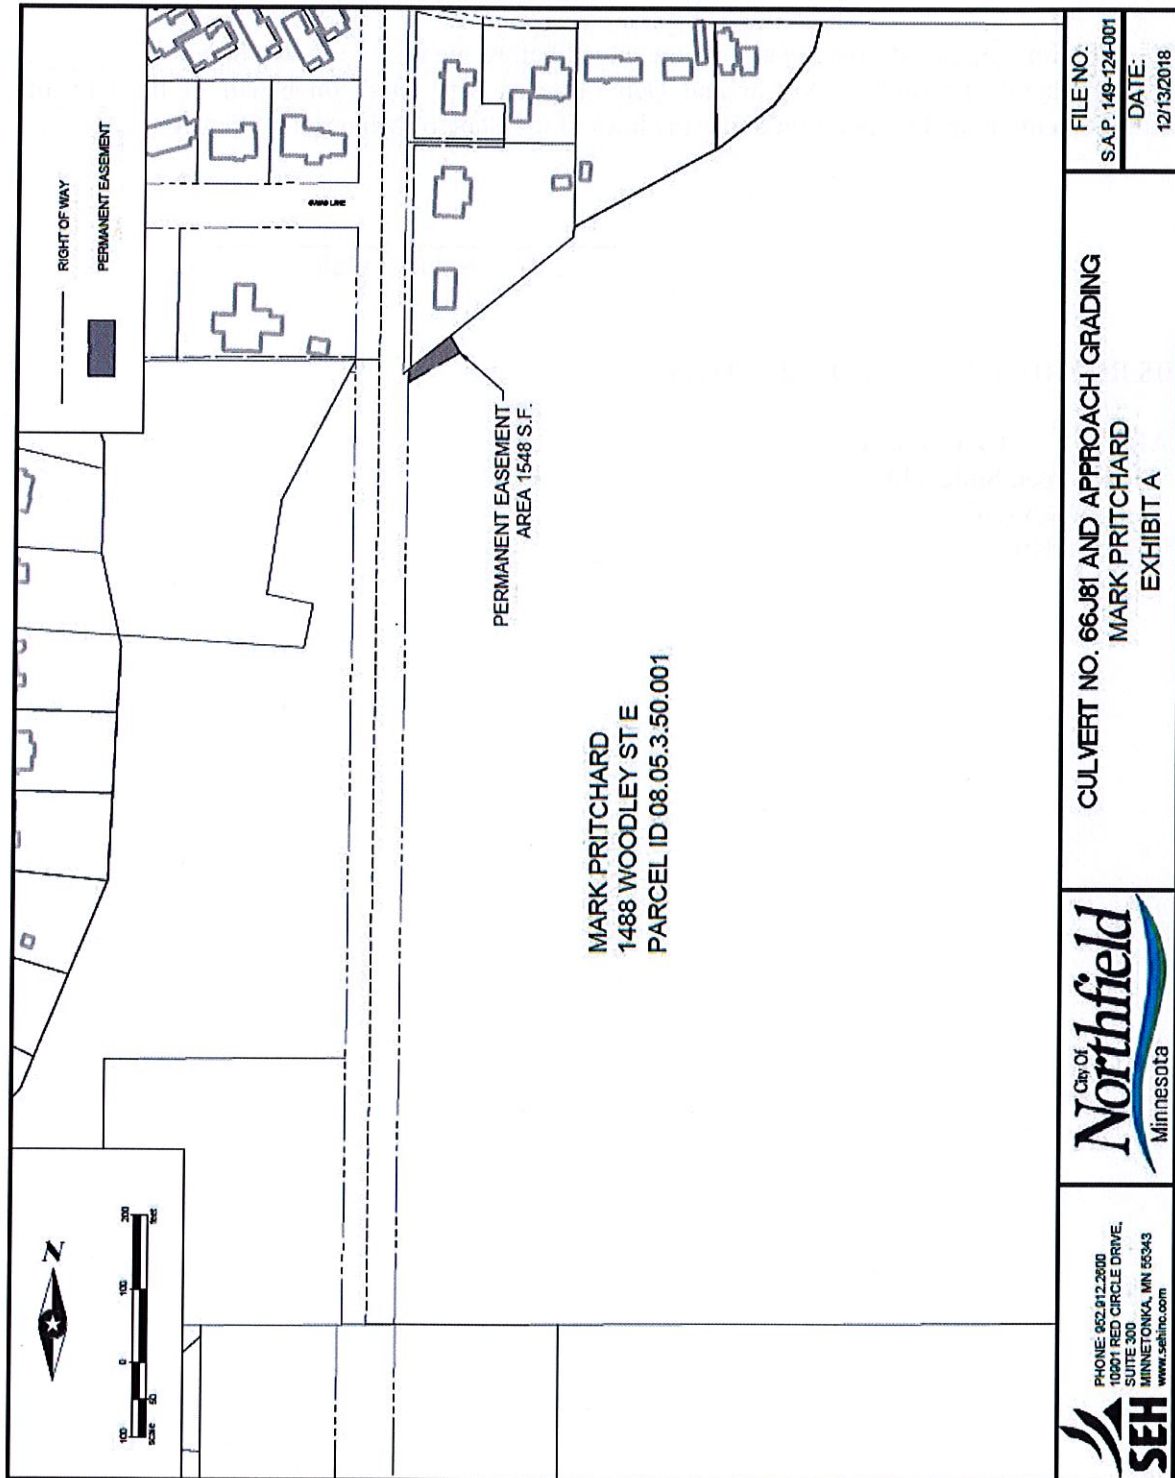 RIGHT OF WAY
PERMANENT EASEMENT
N
100
50
0
100
200
scale
feet
PERMANENT EASEMENT
AREA 1548 S.F.
MARK PRITCHARD
1488 WOODLEY ST E
PARCEL ID 08.05.3.50.001
SEH
PHONE: 952.912.2600
10901 RED CIRCLE DRIVE,
SUITE 300
MINNETONKA, MN 55343
www.sehinc.com
City Of
Northfield
Minnesota
CULVERT NO. 66J81 AND APPROACH GRADING
MARK PRITCHARD
EXHIBIT A
FILE NO.:
S.A.P. 149-124-001
DATE:
12/13/2018